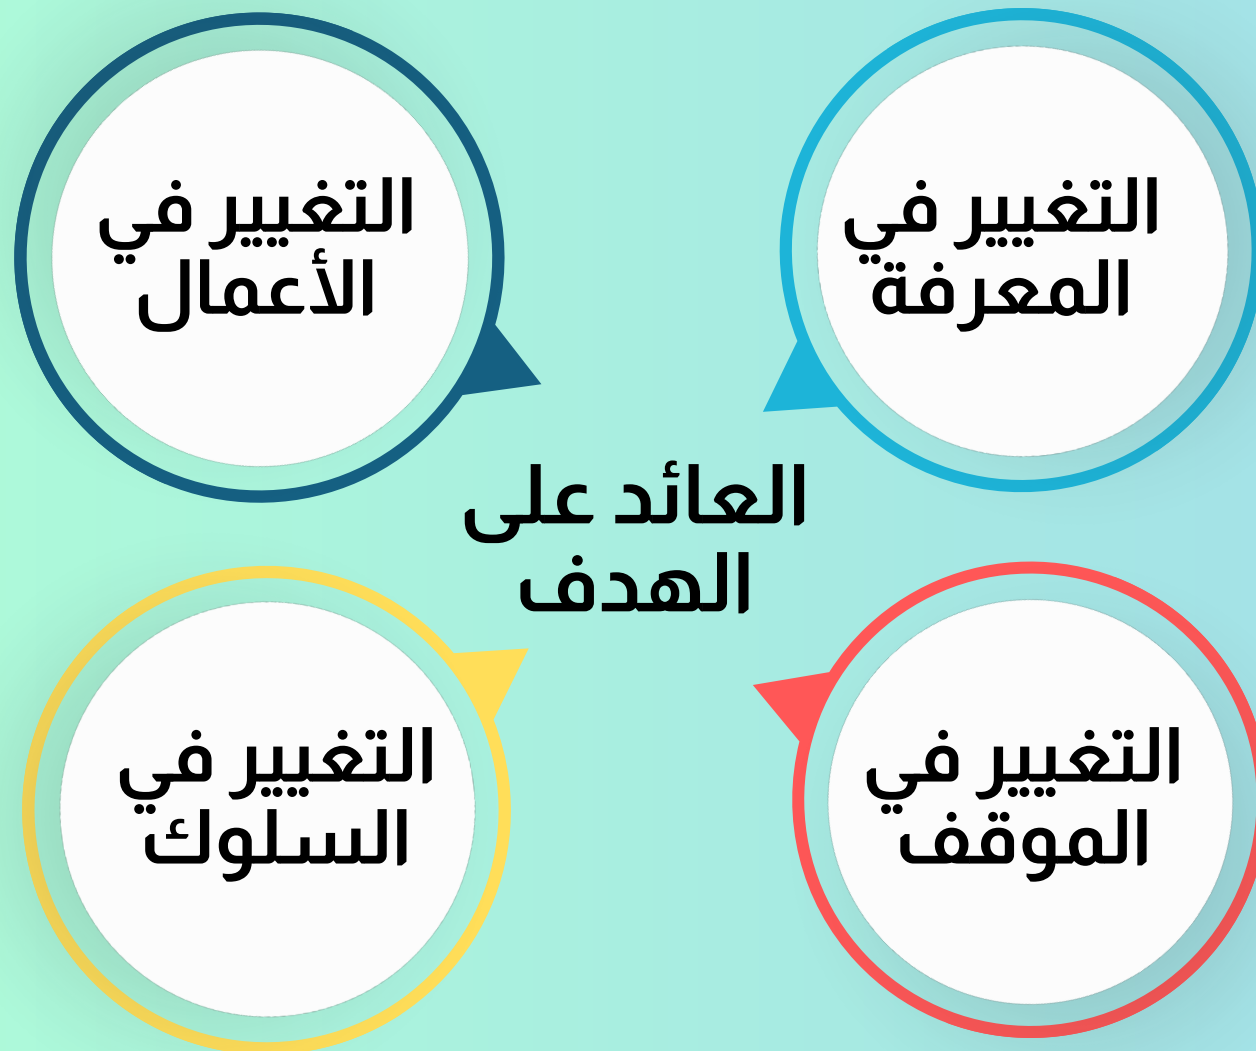 التغيير في
المعرفة
التغيير في
الأعمال
العائد على
الهدف
التغيير في
الموقف
التغيير في
السلوك